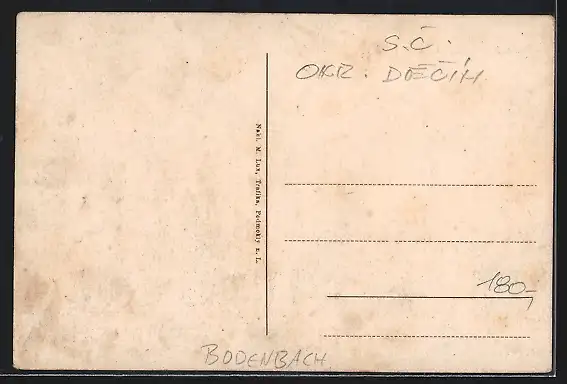 S.Č.
OKR. DĚČÍN
Nakl. M. Lux, Trafika, Podmokly n. L.
180,-
BODENBACH